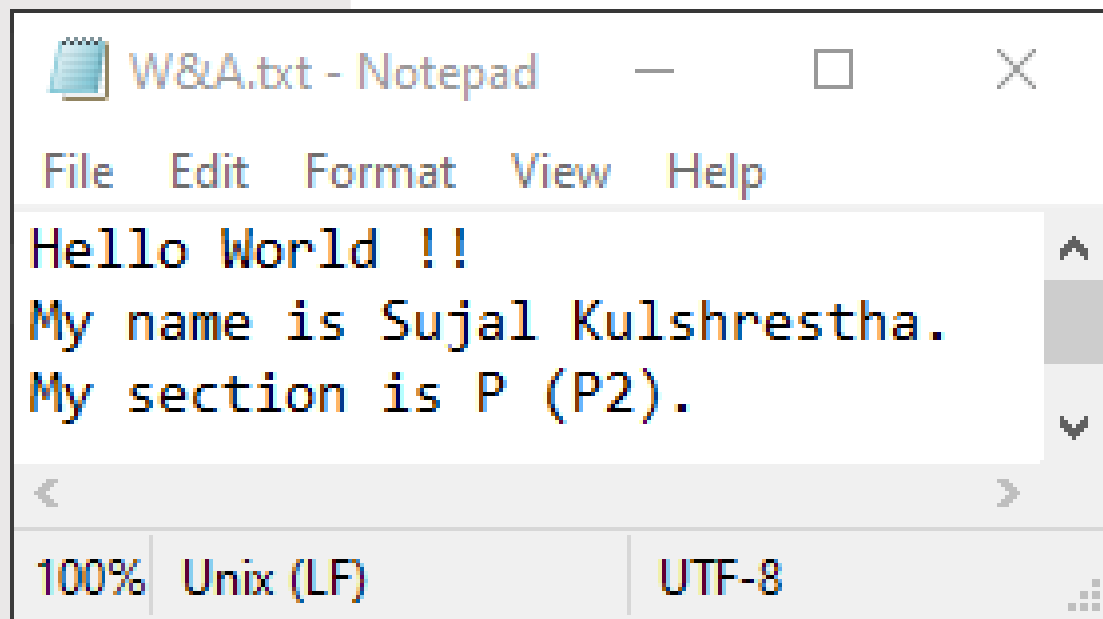 W&A.txt - Notepad
File Edit Format View Help
Hello World !!
My name is Sujal Kulshrestha.
My section is P (P2).
100% Unix (LF) UTF-8